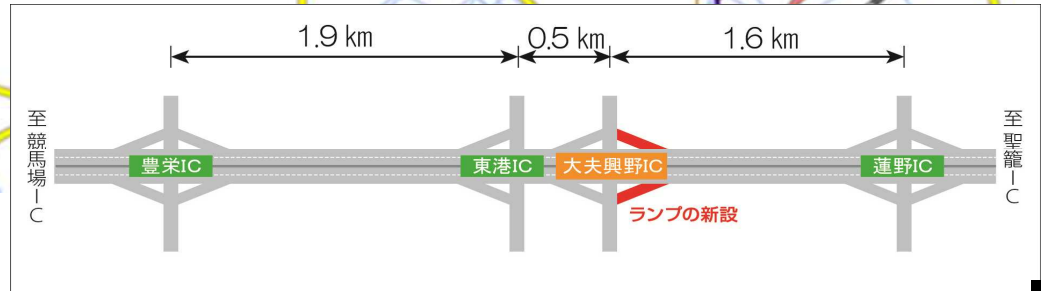 1.9 km
0.5 km
1.6 km
至 競馬場IC
豊栄IC
東港IC
大夫興野IC
蓮野IC
至 聖籠IC
ランプの新設